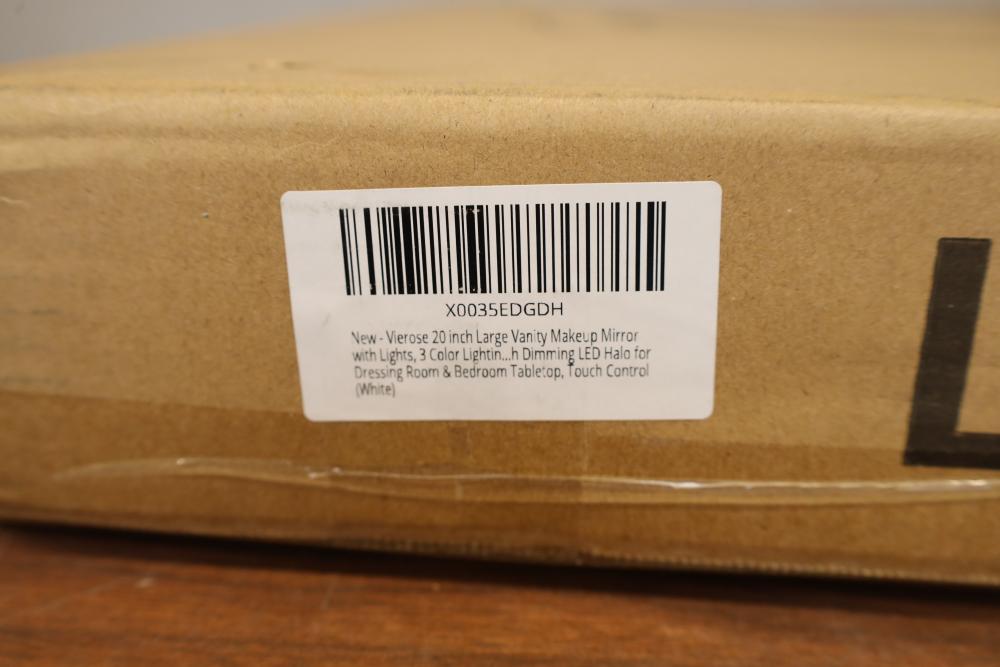 X0035EDGDH
New - Vierose 20 inch Large Vanity Makeup Mirror
with Lights, 3 Color Lightin...h Dimming LED Halo for
Dressing Room & Bedroom Tabletop, Touch Control
(White)
L